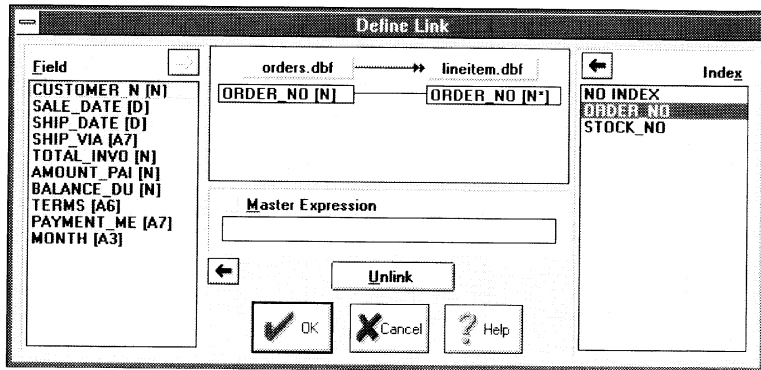 Define Link
Field
CUSTOMER_N [N]
SALE_DATE [D]
SHIP_DATE [D]
SHIP_VIA [A7]
TOTAL_INVO [N]
AMOUNT_PAI [N]
BALANCE_DU [N]
TERMS [A6]
PAYMENT_ME [A7]
MONTH [A3]
orders.dbf
lineitem.dbf
ORDER_NO [N]
ORDER_NO [N*]
Master Expression
Unlink
OK
Cancel
? Help
Index
NO INDEX
ORDER_NO
STOCK_NO